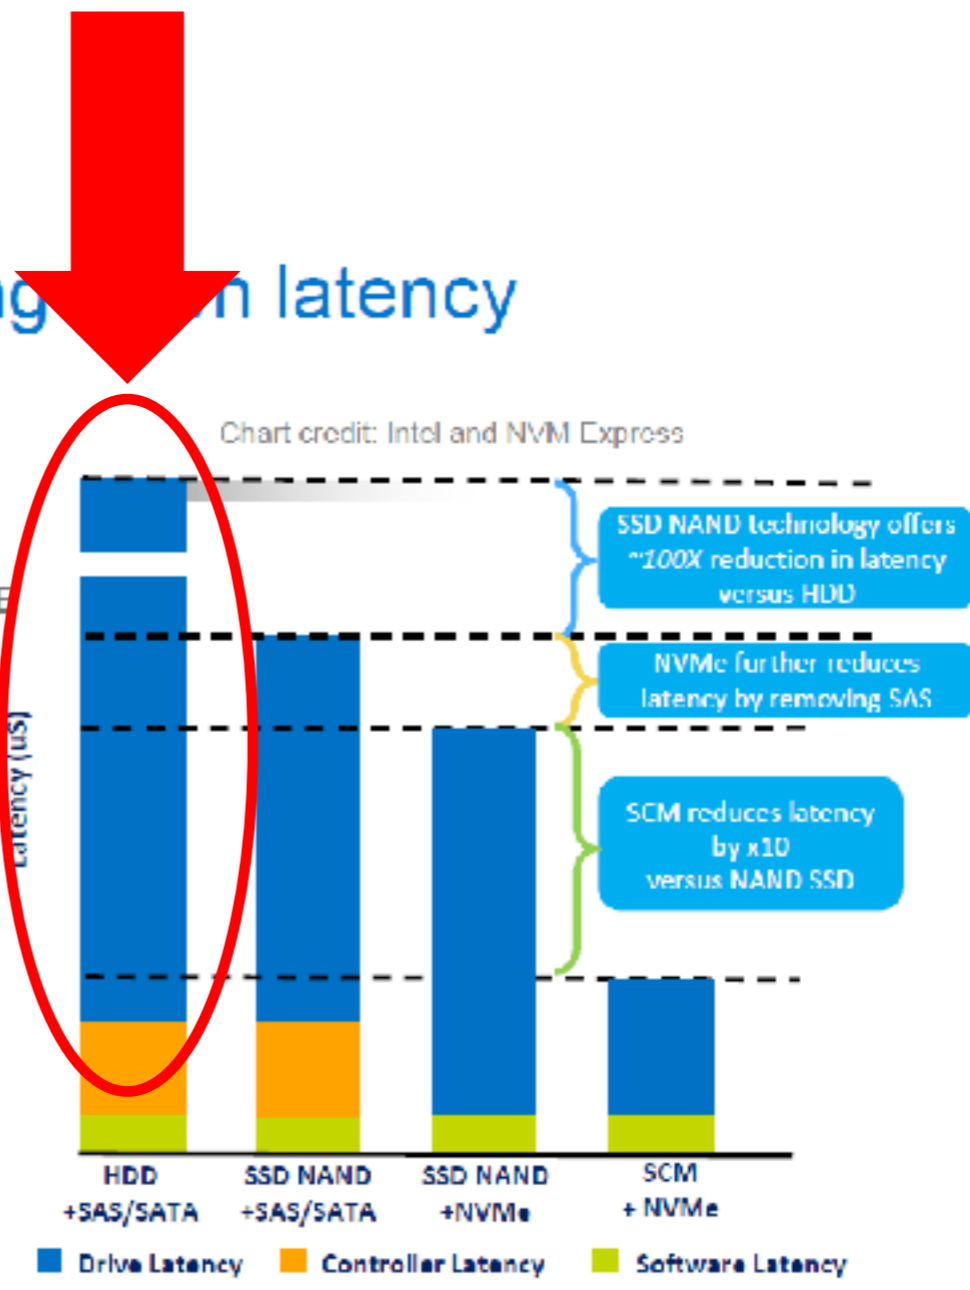 latency
Chart credit: Intel and NVM Express
SSD NAND technology offers
~100X reduction in latency
versus HDD
NVMe further reduces
latency by removing SAS
Latency (uS)
SCM reduces latency
by x10
versus NAND SSD
HDD
+SAS/SATA
SSD NAND
+SAS/SATA
SSD NAND
+NVMe
SCM
+ NVMe
Drive Latency
Controller Latency
Software Latency